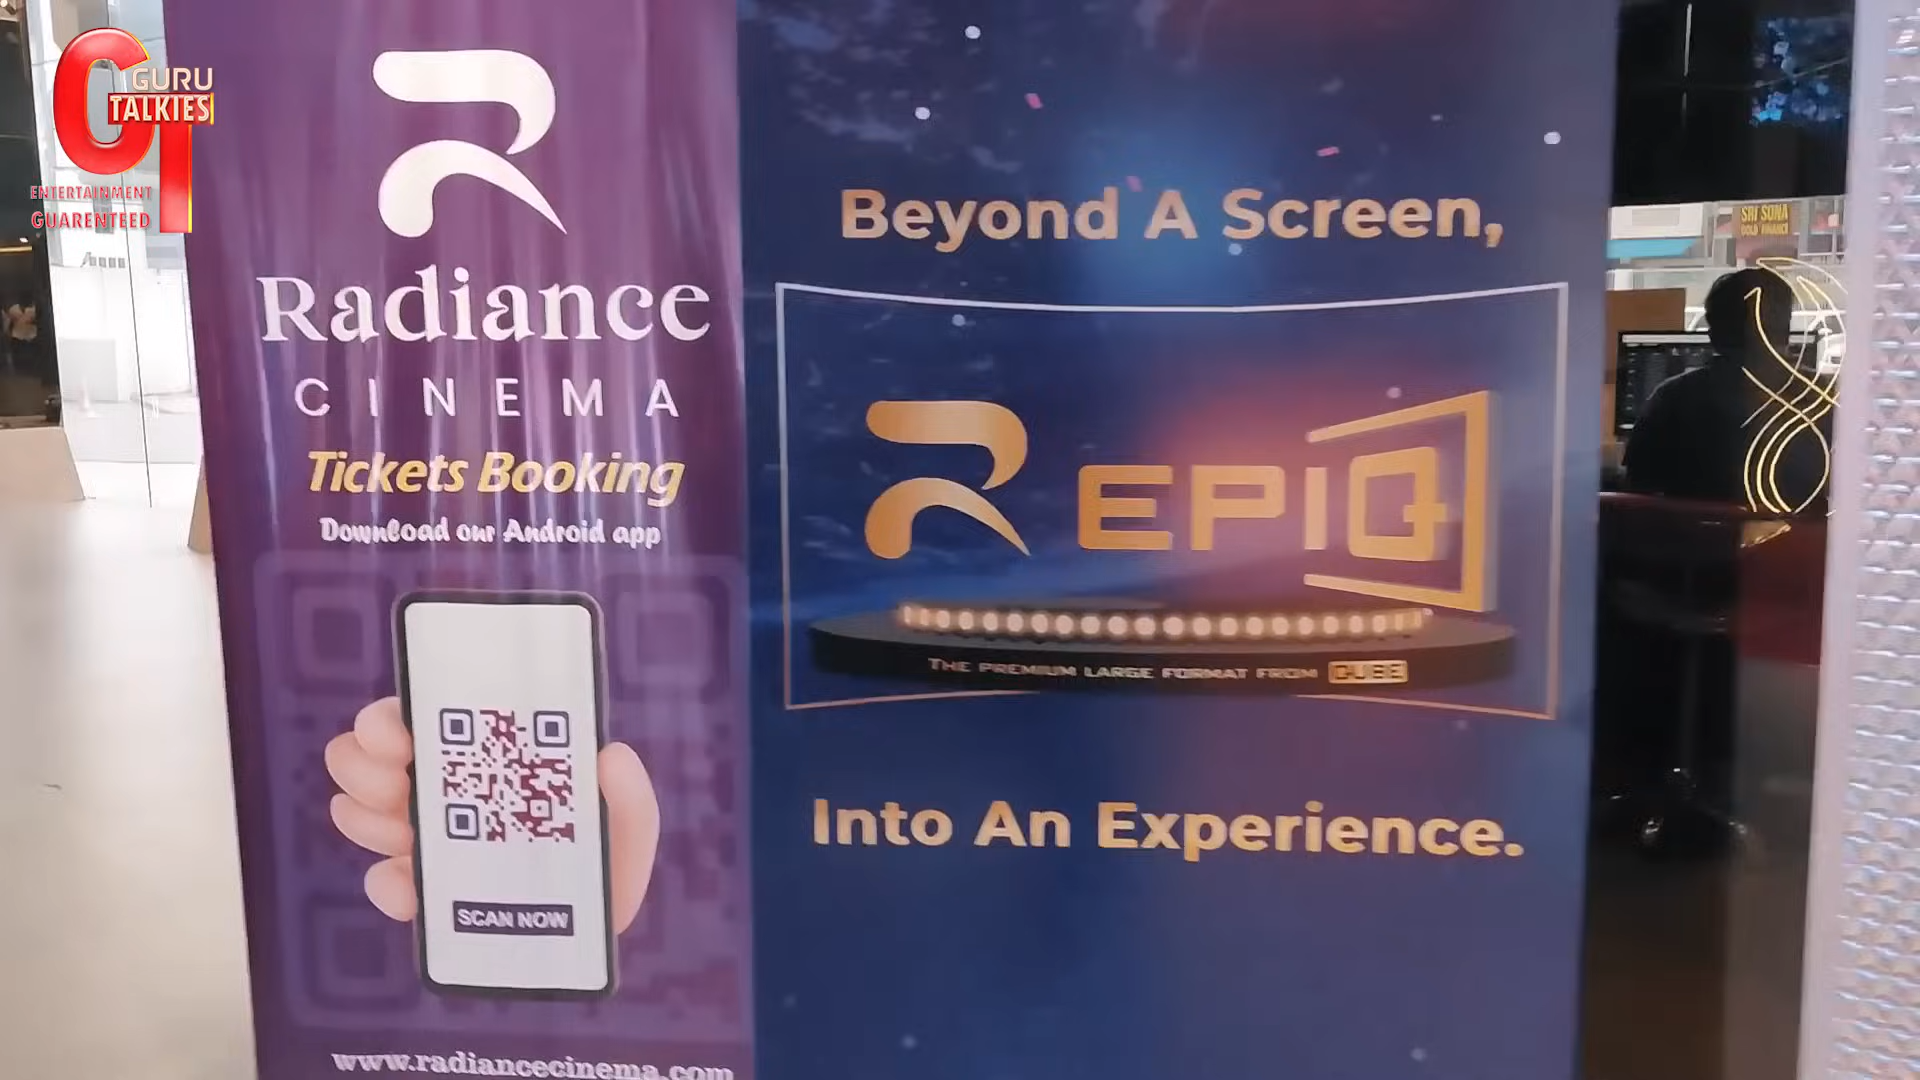 GURU
TALKIES
ENTERTAINMENT
GUARENTEED
Radiance
CINEMA
Tickets Booking
Download our Android app
SCAN NOW
www.radiancecinema.com
Beyond A Screen,
R EPIQ
THE PREMIUM LARGE FORMAT FROM CUBE
Into An Experience.
SRI SONA
GOLD FINANCE